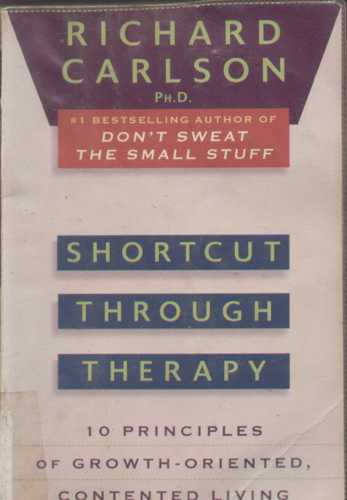 RICHARD
CARLSON
PH.D.
#1 BESTSELLING AUTHOR OF
DON'T SWEAT
THE SMALL STUFF
SHORTCUT
THROUGH
THERAPY
10 PRINCIPLES
OF GROWTH-ORIENTED,
CONTENTED LIVING